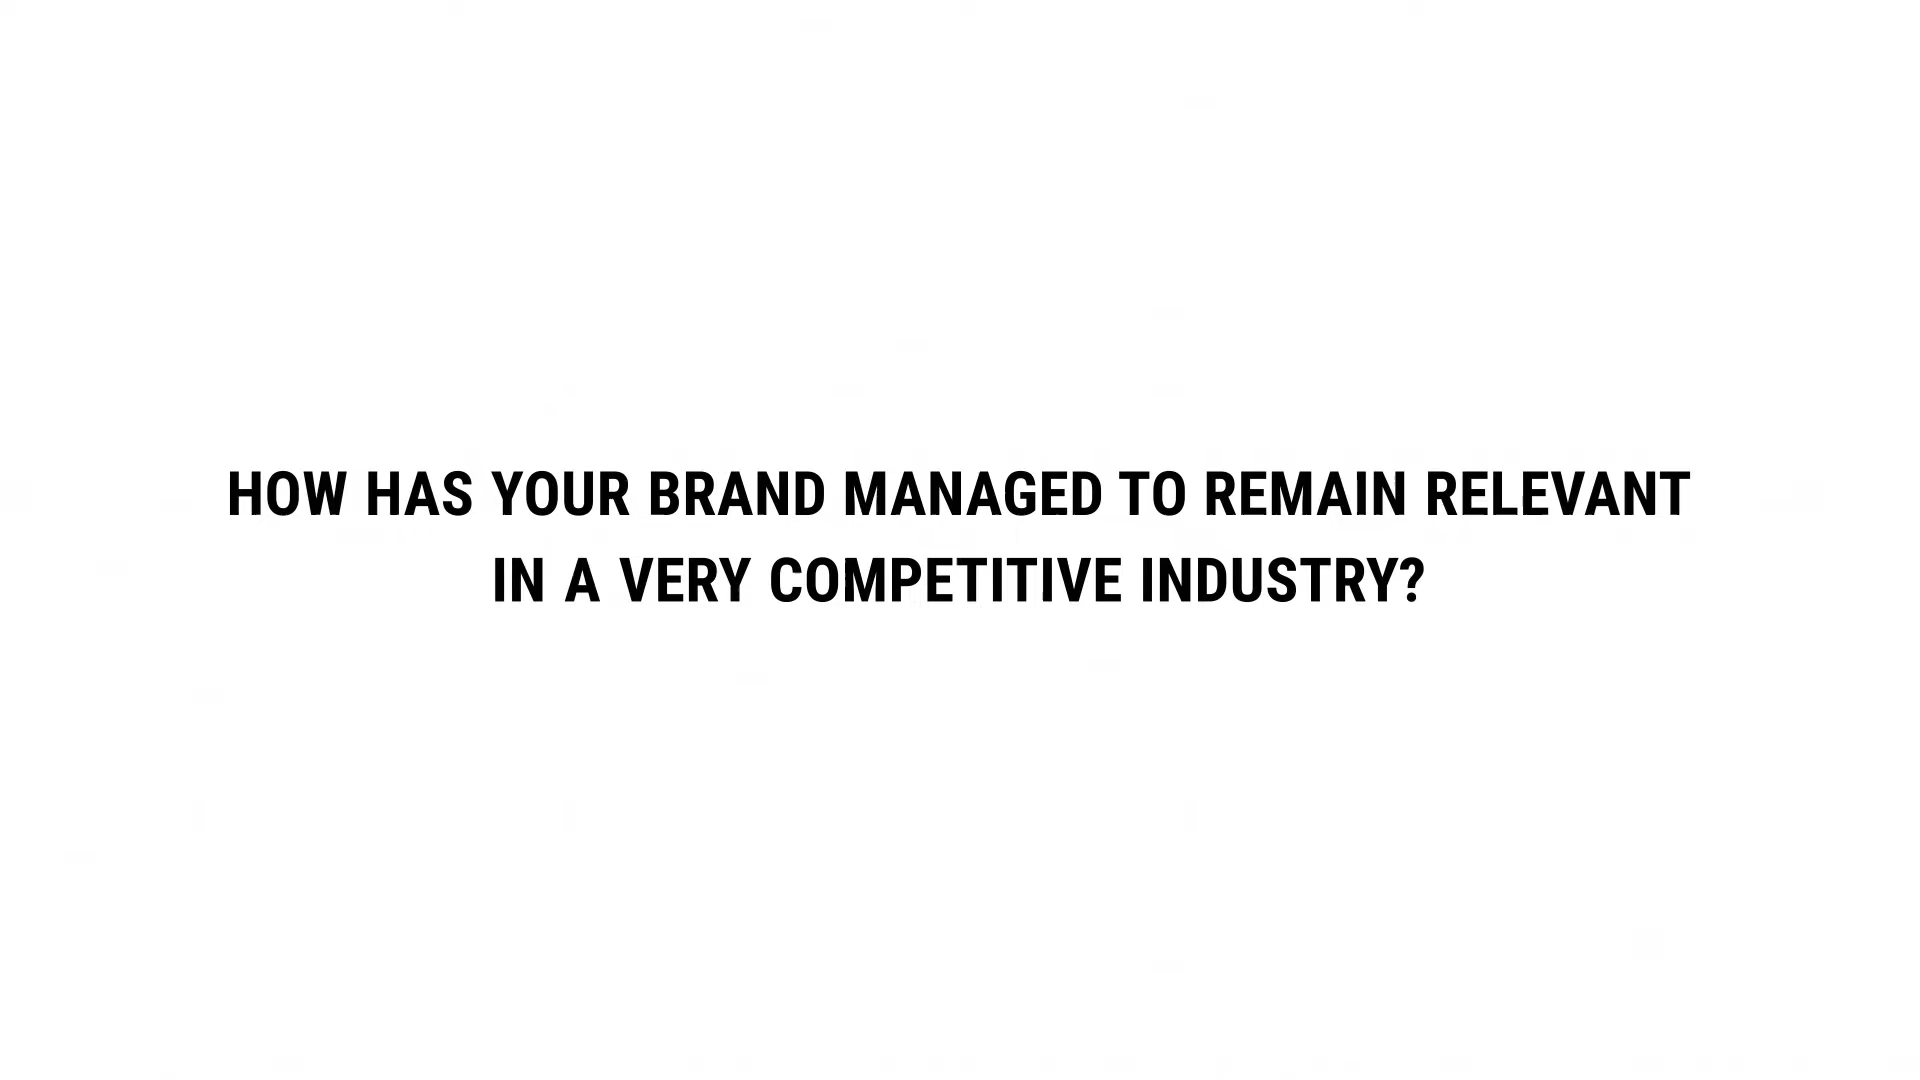 HOW HAS YOUR BRAND MANAGED TO REMAIN RELEVANT
IN A VERY COMPETITIVE INDUSTRY?